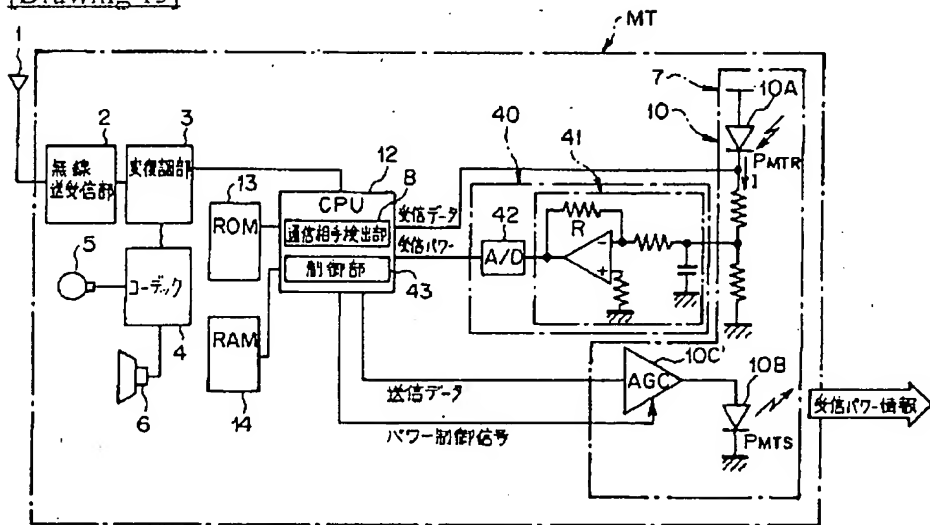 [Drawing 15]
MT
1
2
3
無線
送受信部
変復調部
5
コーデック
4
6
13
ROM
RAM
14
12
8
CPU
通信相手検出部
制御部
43
受信データ
受信パワー
送信データ
パワー制御信号
40
41
42
A/D
R
-
+
7
10
10A
PMTR
I
10C'
AGC
10B
PMTS
受信パワー情報